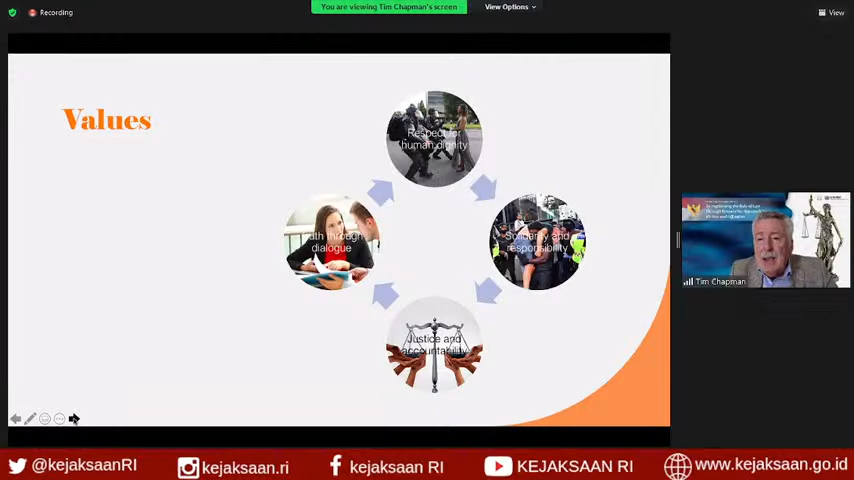 Recording
You are viewing Tim Chapman's screen
View Options
View
Values
Respect for
human dignity
Solidarity and
responsibility
Justice and
accountability
through
dialogue
Tim Chapman
@kejaksaanRI
kejaksaan.ri
kejaksaan RI
KEJAKSAAN RI
www.kejaksaan.go.id